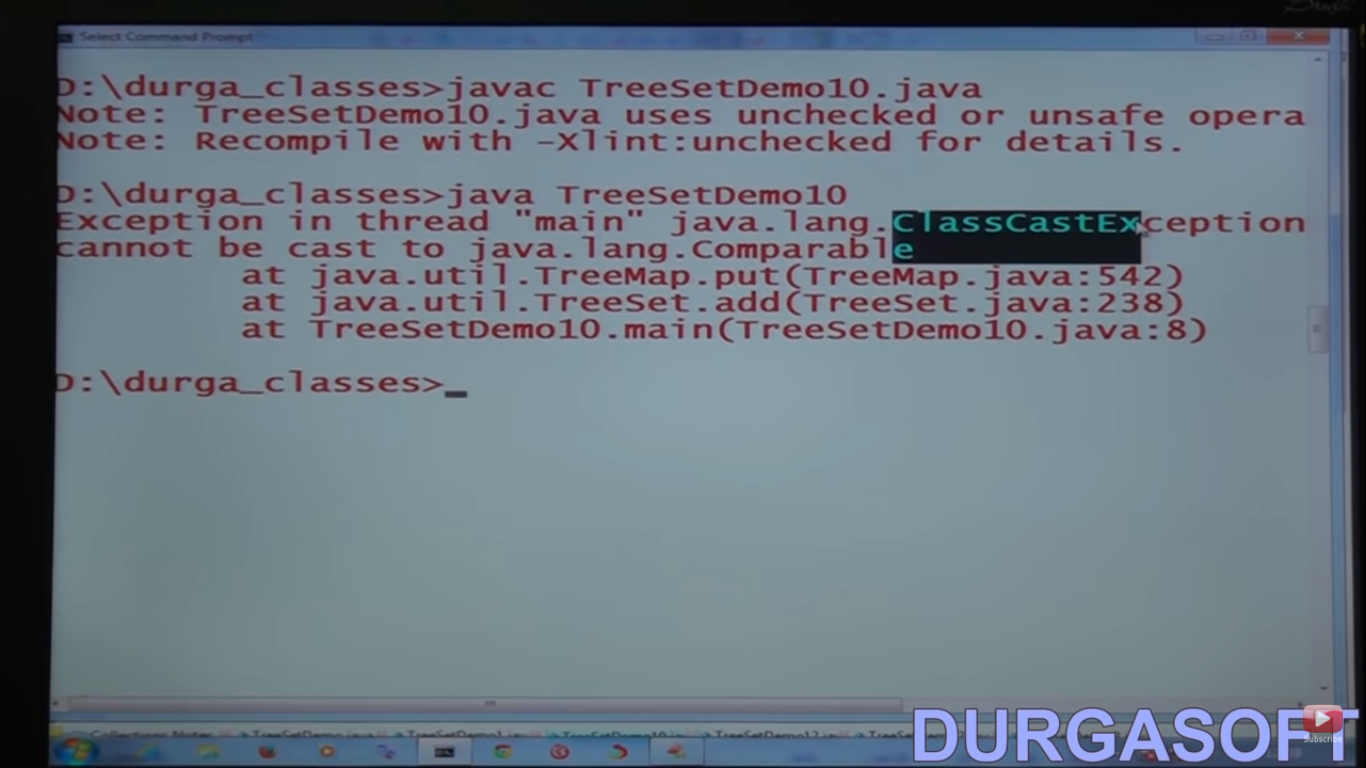 Select Command Prompt
D:\durga_classes>javac TreeSetDemo10.java
Note: TreeSetDemo10.java uses unchecked or unsafe opera
Note: Recompile with -Xlint:unchecked for details.
D:\durga_classes>java TreeSetDemo10
Exception in thread "main" java.lang.ClassCastException
cannot be cast to java.lang.Comparable
at java.util.TreeMap.put(TreeMap.java:542)
at java.util.TreeSet.add(TreeSet.java:238)
at TreeSetDemo10.main(TreeSetDemo10.java:8)
D:\durga_classes>_
DURGASOFT
Subscribe